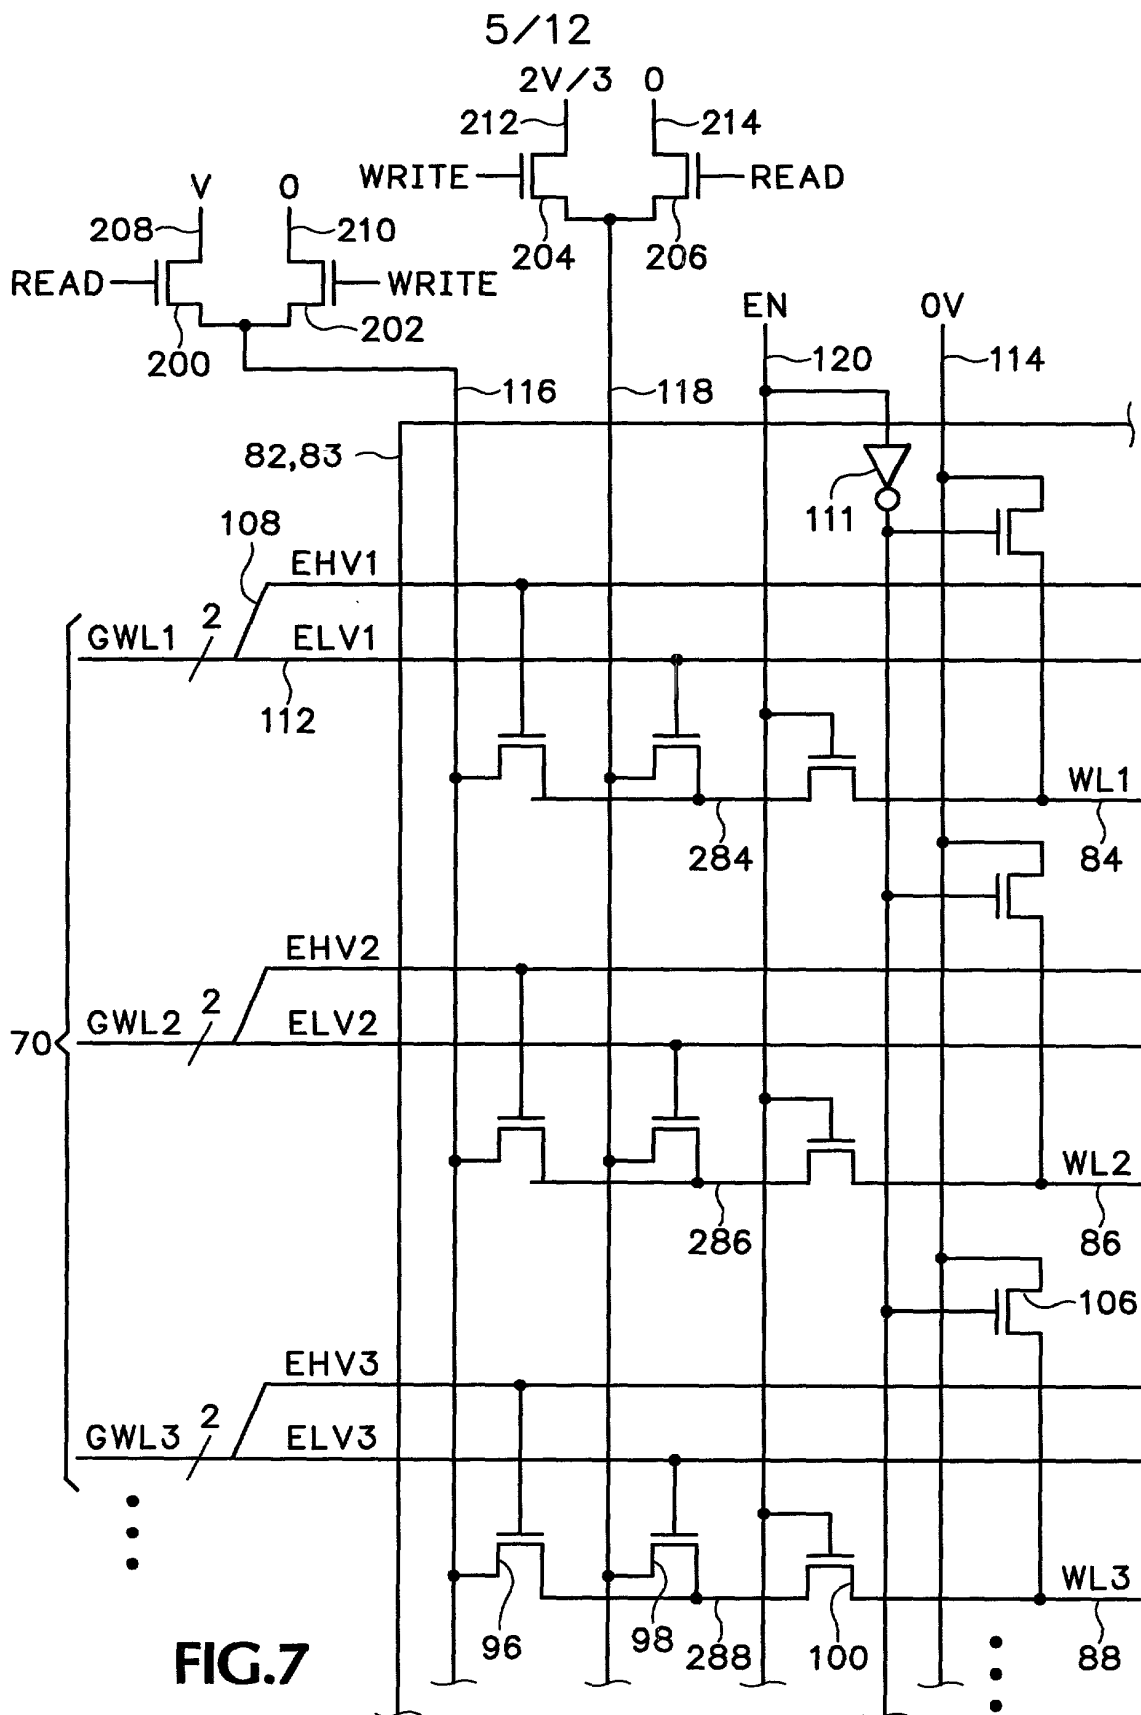 5/12
2V/3 0
212 214
WRITE READ
V 0
208 210
204 206
READ WRITE
200 202
EN 0V
120 114
116 118
82,83
111
108
EHV1
GWL1 2 ELV1
112
WL1
284 84
EHV2
GWL2 2 ELV2
70
WL2
286 86
106
EHV3
GWL3 2 ELV3
WL3
96 98 288 100 88
FIG.7